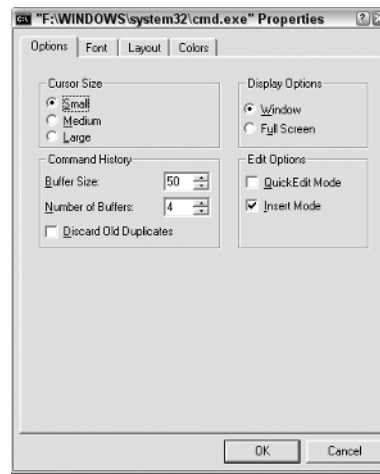 "F:\WINDOWS\system32\cmd.exe" Properties
Options Font Layout Colors
Cursor Size
Small
Medium
Large
Display Options
Window
Full Screen
Command History
Buffer Size: 50
Number of Buffers: 4
Discard Old Duplicates
Edit Options
QuickEdit Mode
Insert Mode
OK Cancel